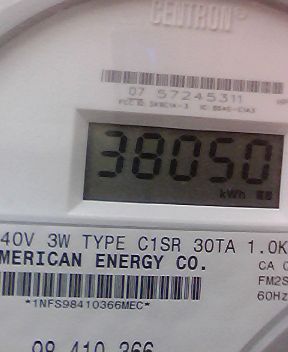 CENTRON®
07 57245311
38050
kWh
40V 3W TYPE C1SR 30TA 1.0K
MERICAN ENERGY CO.
CA 0
FM2S
60Hz
*1NFS98410366MEC*
98 410 366